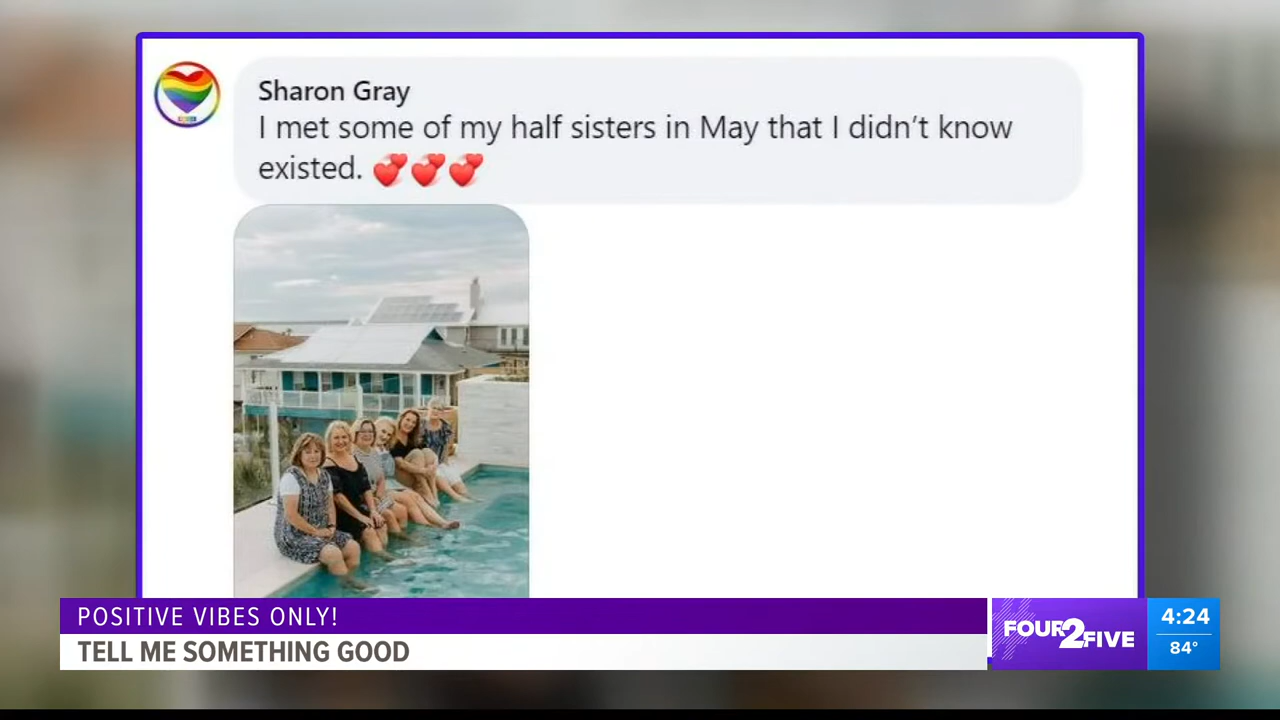 Sharon Gray
I met some of my half sisters in May that I didn't know
existed. 💞💞💞
POSITIVE VIBES ONLY!
TELL ME SOMETHING GOOD
FOUR2FIVE
4:24
84°